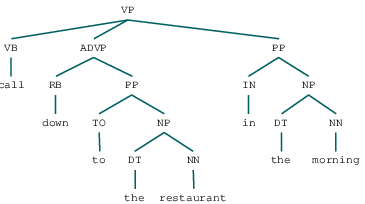 VP
VB ADVP PP
call RB PP IN NP
down TO NP in DT NN
to DT NN the morning
the restaurant